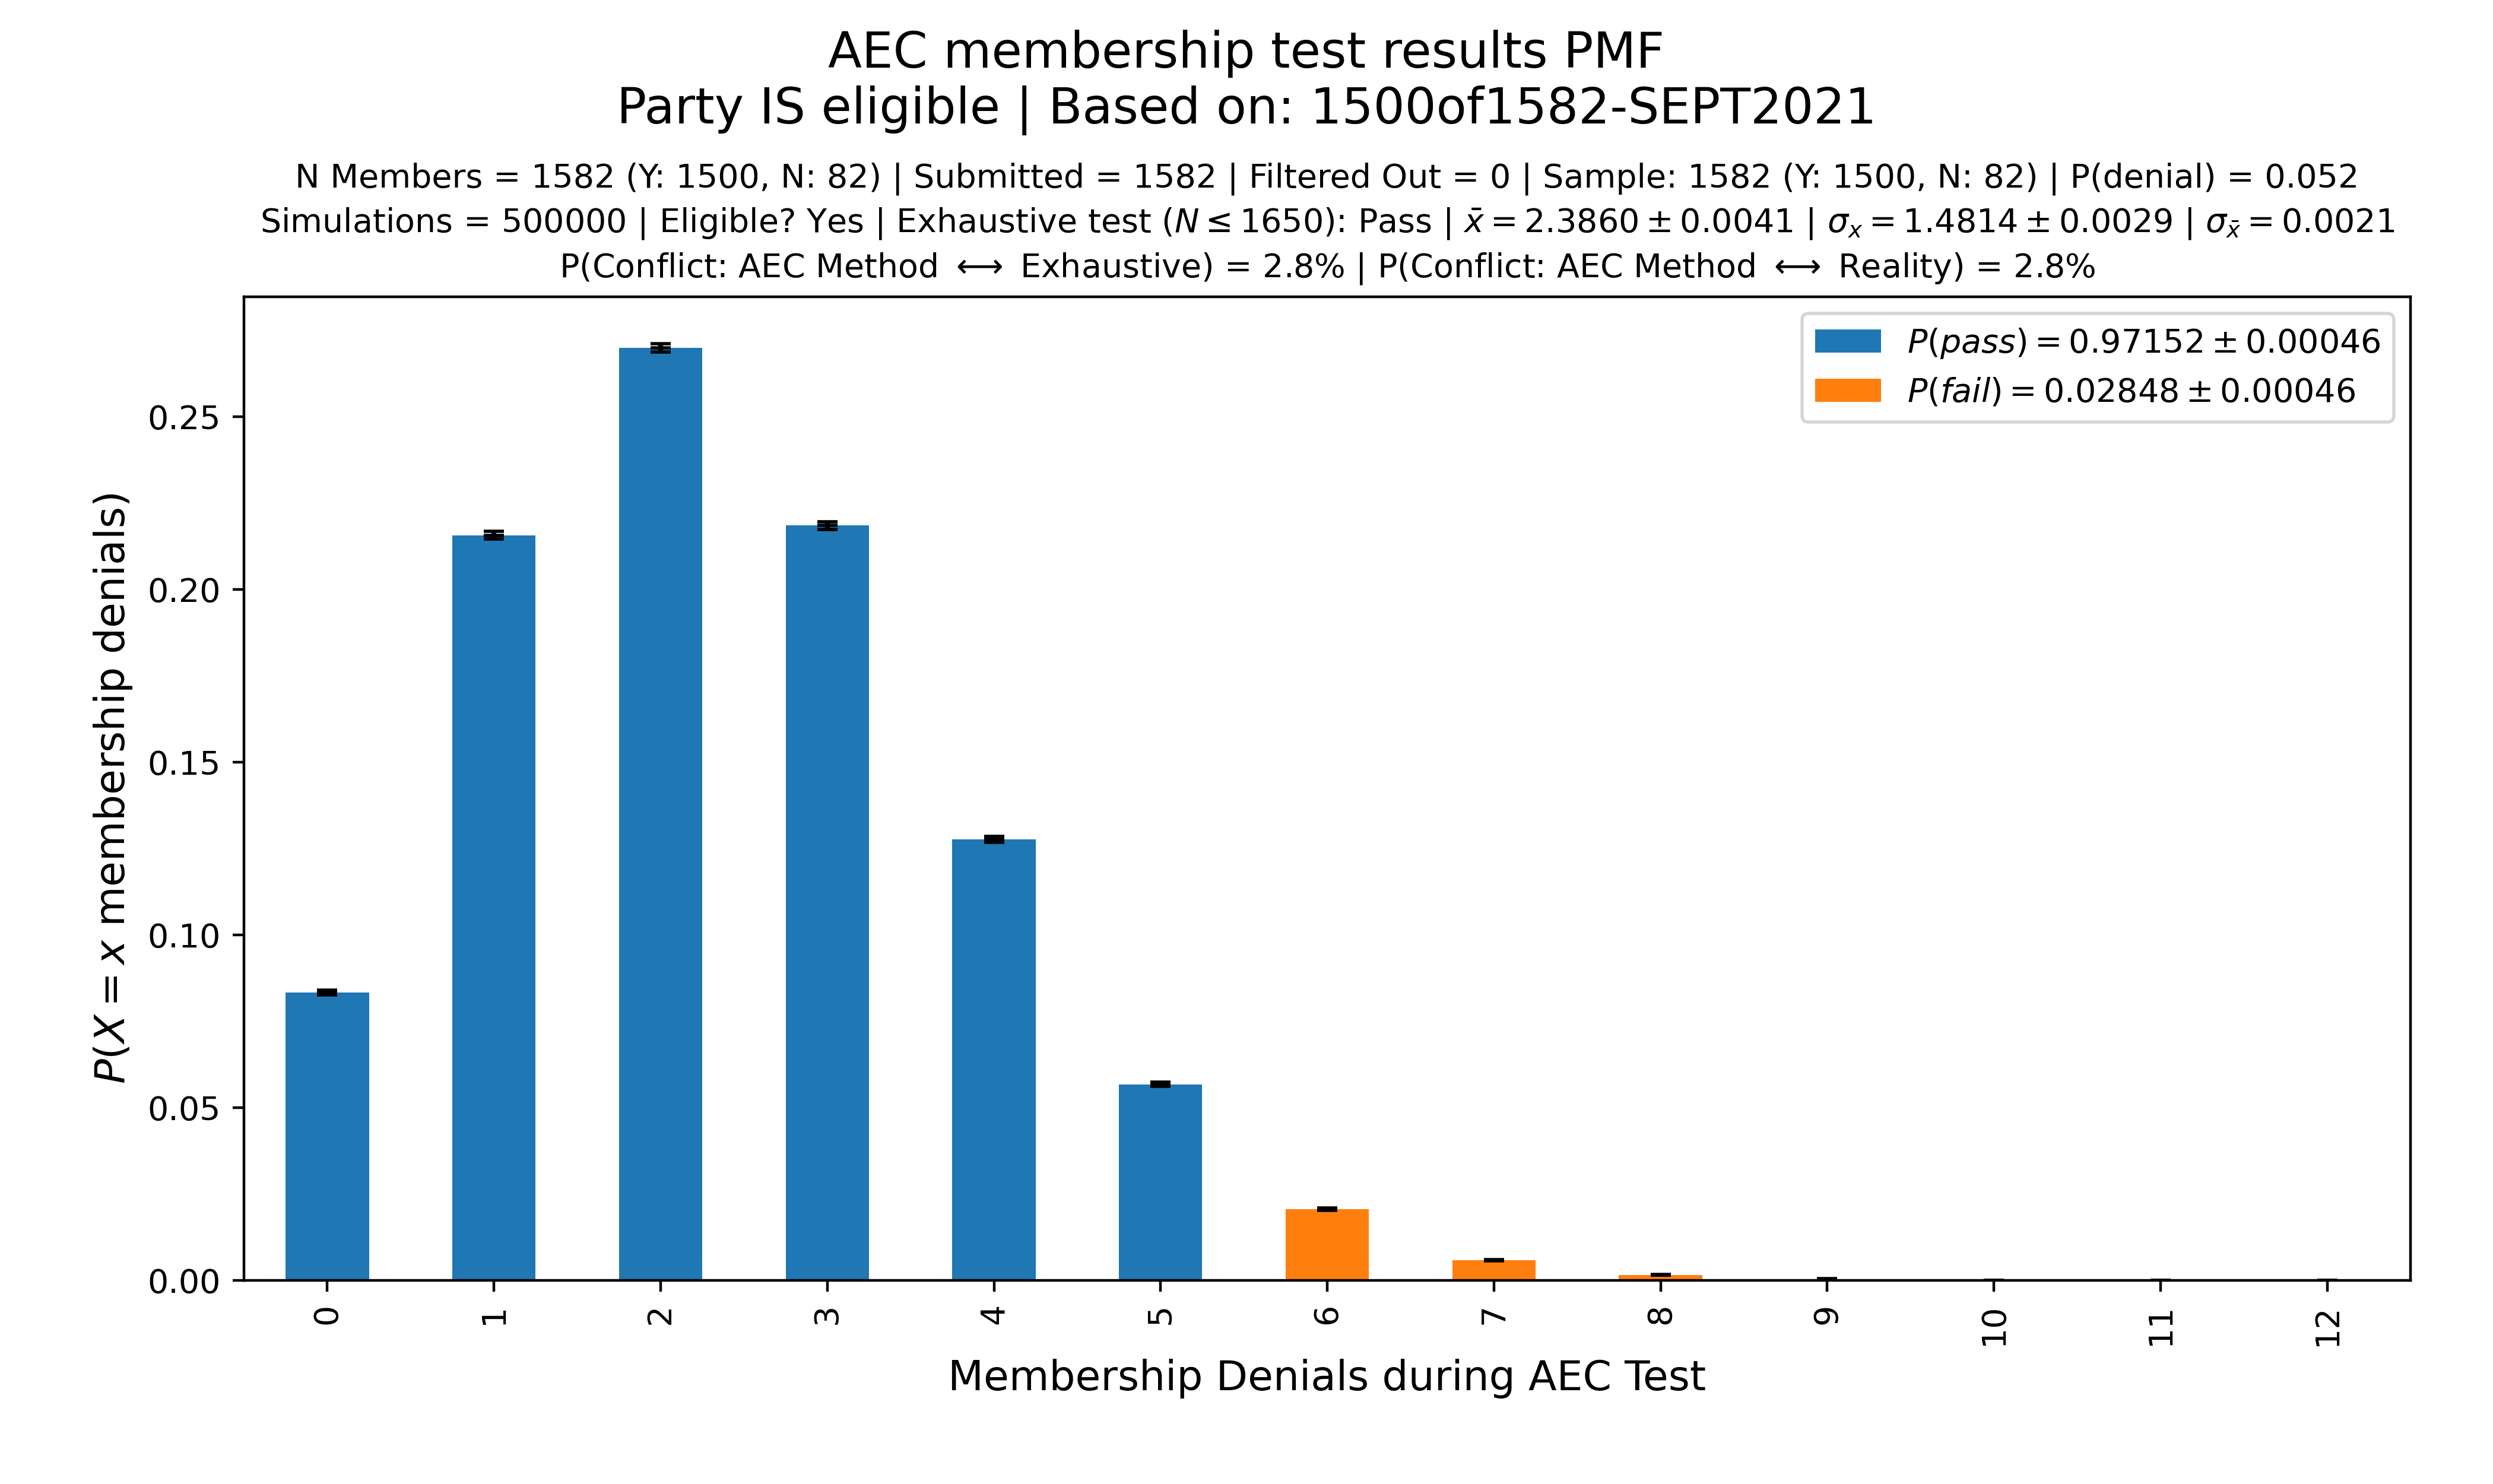 AEC membership test results PMF
Party IS eligible | Based on: 1500of1582-SEPT2021
N Members = 1582 (Y: 1500, N: 82) | Submitted = 1582 | Filtered Out = 0 | Sample: 1582 (Y: 1500, N: 82) | P(denial) = 0.052
Simulations = 500000 | Eligible? Yes | Exhaustive test (N ≤ 1650): Pass | x̄ = 2.3860 ± 0.0041 | σₓ = 1.4814 ± 0.0029 | σ_x̄ = 0.0021
P(Conflict: AEC Method ⟷ Exhaustive) = 2.8% | P(Conflict: AEC Method ⟷ Reality) = 2.8%
P(pass) = 0.97152 ± 0.00046
P(fail) = 0.02848 ± 0.00046
P(X = x membership denials)
0.25
0.20
0.15
0.10
0.05
0.00
0 1 2 3 4 5 6 7 8 9 10 11 12
Membership Denials during AEC Test